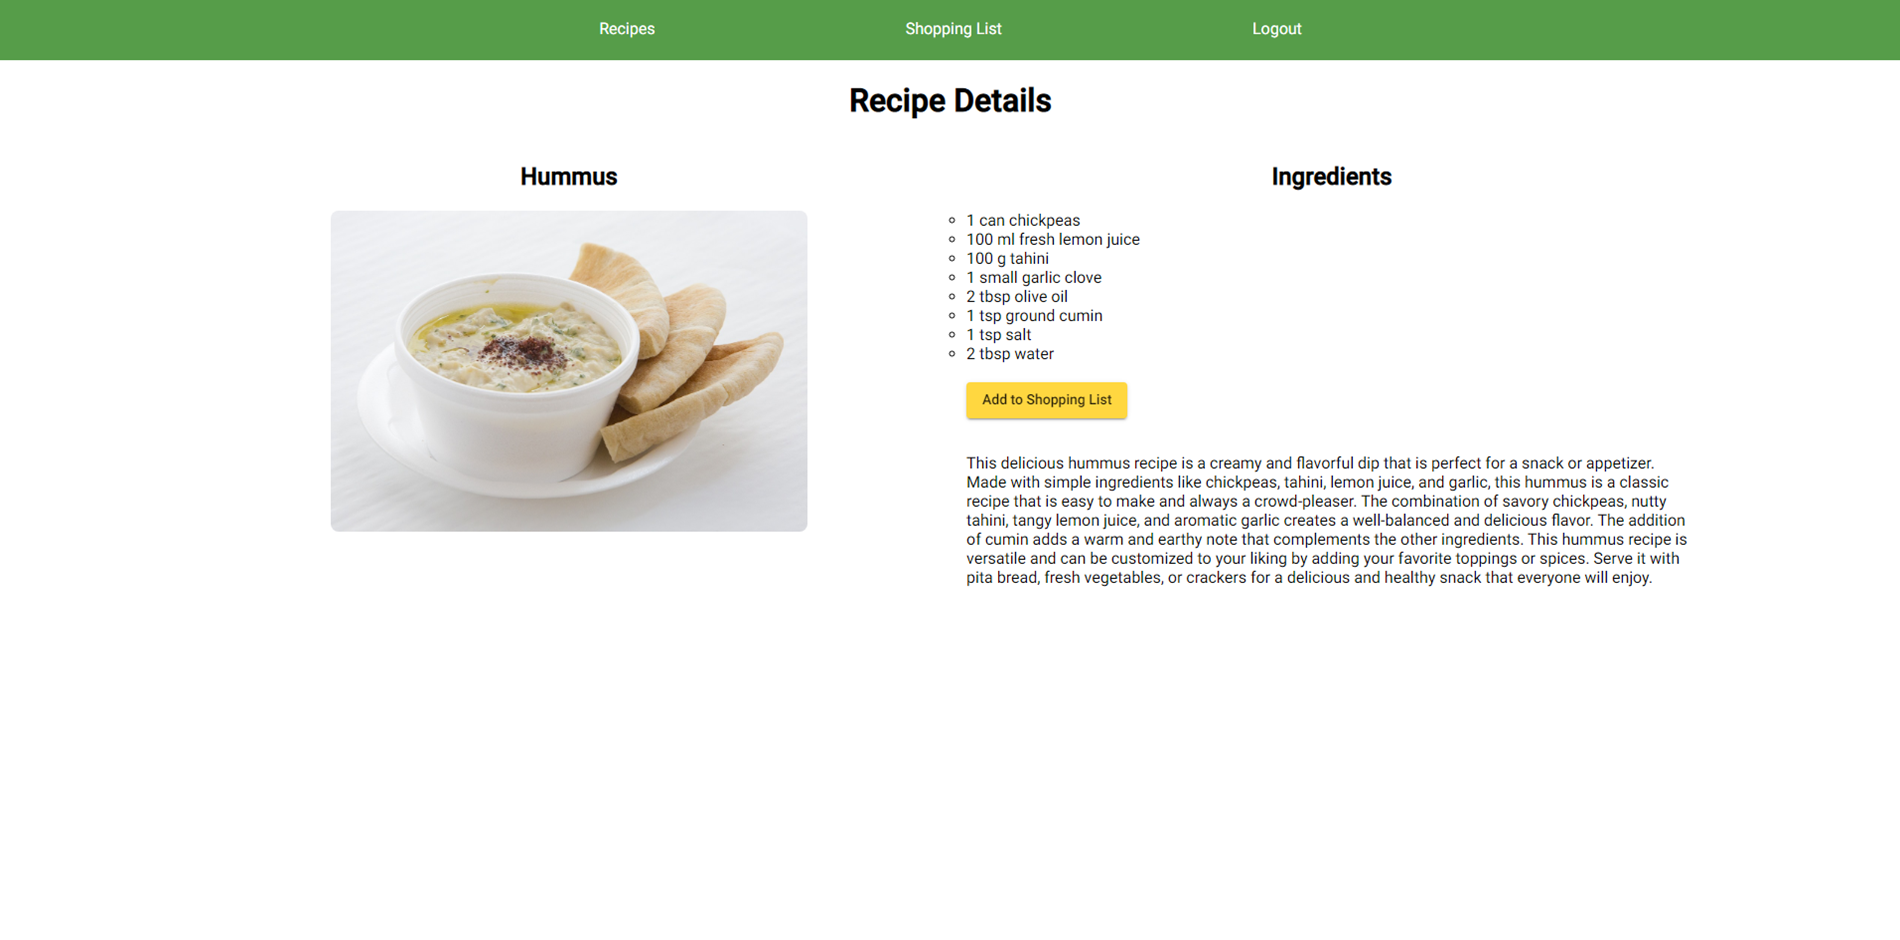 Recipes
Shopping List
Logout
Recipe Details
Hummus
Ingredients
1 can chickpeas
100 ml fresh lemon juice
100 g tahini
1 small garlic clove
2 tbsp olive oil
1 tsp ground cumin
1 tsp salt
2 tbsp water
Add to Shopping List
This delicious hummus recipe is a creamy and flavorful dip that is perfect for a snack or appetizer.
Made with simple ingredients like chickpeas, tahini, lemon juice, and garlic, this hummus is a classic
recipe that is easy to make and always a crowd-pleaser. The combination of savory chickpeas, nutty
tahini, tangy lemon juice, and aromatic garlic creates a well-balanced and delicious flavor. The addition
of cumin adds a warm and earthy note that complements the other ingredients. This hummus recipe is
versatile and can be customized to your liking by adding your favorite toppings or spices. Serve it with
pita bread, fresh vegetables, or crackers for a delicious and healthy snack that everyone will enjoy.